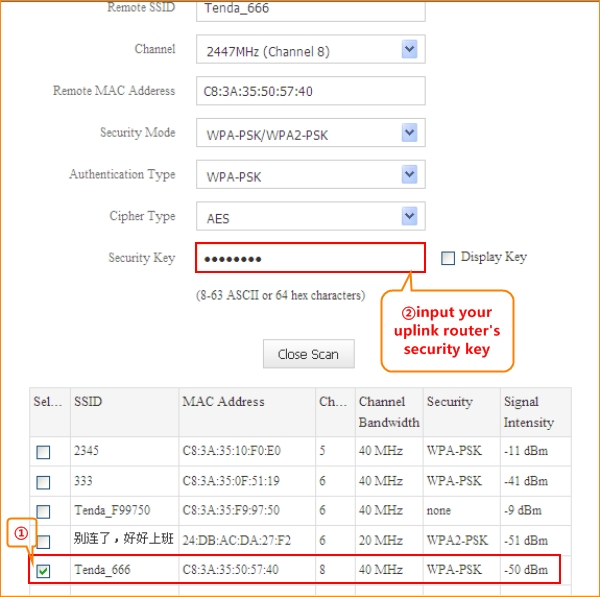 Remote SSID Tenda_666
Channel 2447MHz (Channel 8)
Remote MAC Adderess C8:3A:35:50:57:40
Security Mode WPA-PSK/WPA2-PSK
Authentication Type WPA-PSK
Cipher Type AES
Security Key ●●●●●●●● Display Key
(8-63 ASCII or 64 hex characters)
②input your
uplink router's
security key
Close Scan
Sel... SSID MAC Address Ch... Channel Bandwidth Security Signal Intensity
2345 C8:3A:35:10:F0:E0 5 40 MHz WPA-PSK -11 dBm
333 C8:3A:35:0F:51:19 6 40 MHz WPA-PSK -41 dBm
Tenda_F99750 C8:3A:35:F9:97:50 6 40 MHz none -9 dBm
①
别连了，好好上班 24:DB:AC:DA:27:F2 6 20 MHz WPA2-PSK -51 dBm
Tenda_666 C8:3A:35:50:57:40 8 40 MHz WPA-PSK -50 dBm